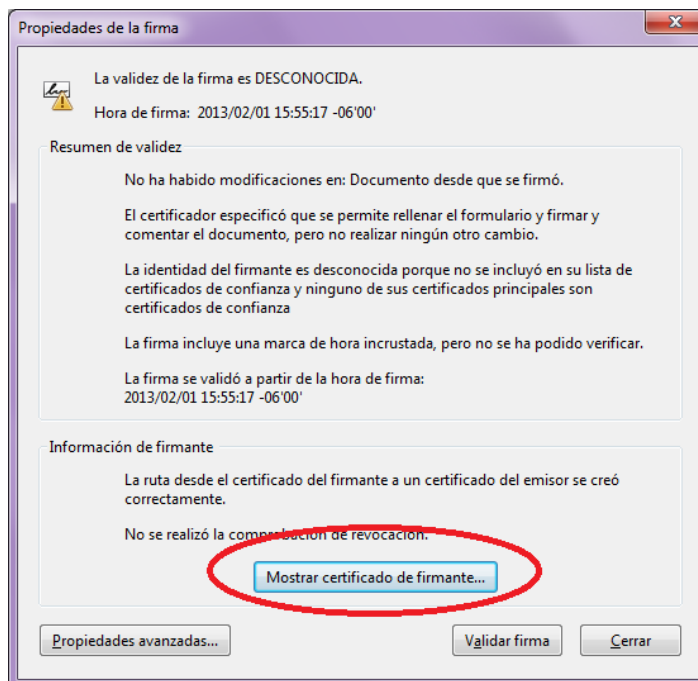 Propiedades de la firma
La validez de la firma es DESCONOCIDA.
Hora de firma: 2013/02/01 15:55:17 -06'00'
Resumen de validez
No ha habido modificaciones en: Documento desde que se firmó.
El certificador especificó que se permite rellenar el formulario y firmar y
comentar el documento, pero no realizar ningún otro cambio.
La identidad del firmante es desconocida porque no se incluyó en su lista de
certificados de confianza y ninguno de sus certificados principales son
certificados de confianza
La firma incluye una marca de hora incrustada, pero no se ha podido verificar.
La firma se validó a partir de la hora de firma:
2013/02/01 15:55:17 -06'00'
Información de firmante
La ruta desde el certificado del firmante a un certificado del emisor se creó
correctamente.
No se realizó la comprobación de revocación.
Mostrar certificado de firmante...
Propiedades avanzadas...
Validar firma
Cerrar